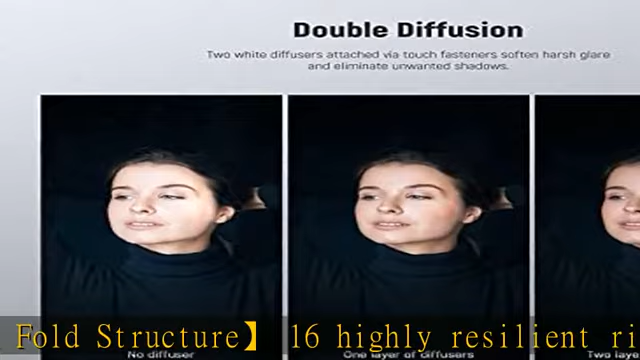 Double Diffusion
Two white diffusers attached via touch fasteners soften harsh glare
and eliminate unwanted shadows.
No diffuser
One layer of diffusers
Two
Fold Structure】 16 highly resilient